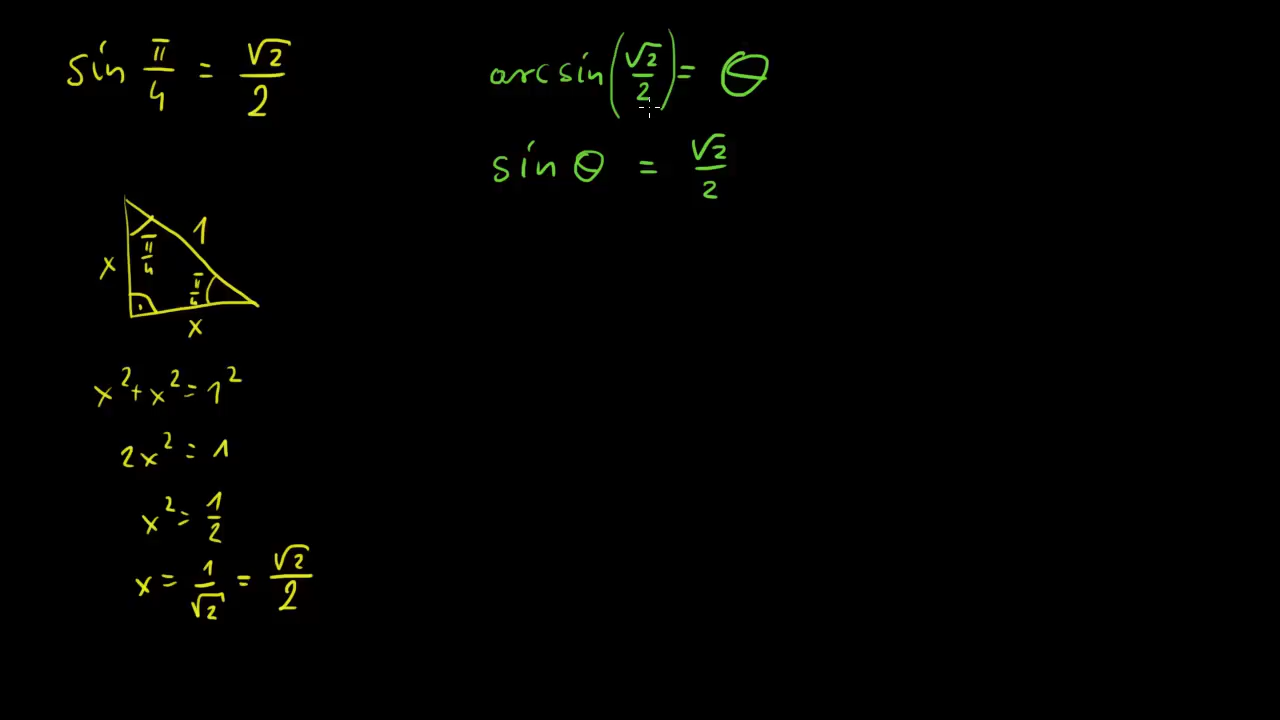 sin π/4 = √2/2
x
π/4
1
π/4
x
x² + x² = 1²
2x² = 1
x² = 1/2
x = 1/√2 = √2/2
arcsin(√2/2) = θ
sin θ = √2/2